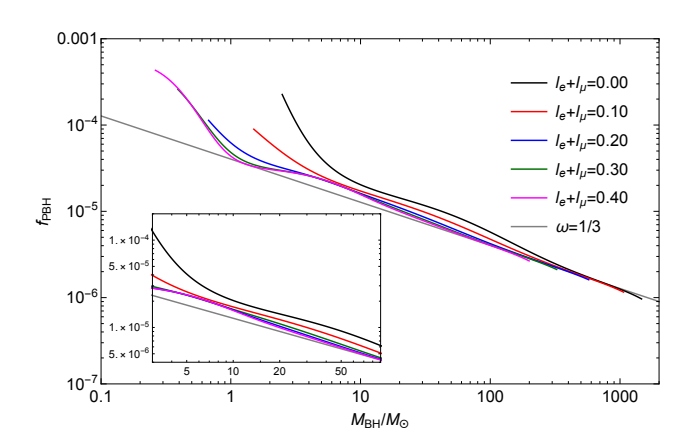 0.001
10⁻⁴
10⁻⁵
10⁻⁶
10⁻⁷
f_PBH
l_e+l_μ=0.00
l_e+l_μ=0.10
l_e+l_μ=0.20
l_e+l_μ=0.30
l_e+l_μ=0.40
ω=1/3
1.×10⁻⁴
5.×10⁻⁵
1.×10⁻⁵
5.×10⁻⁶
5 10 20 50
0.1 1 10 100 1000
M_BH/M_⊙